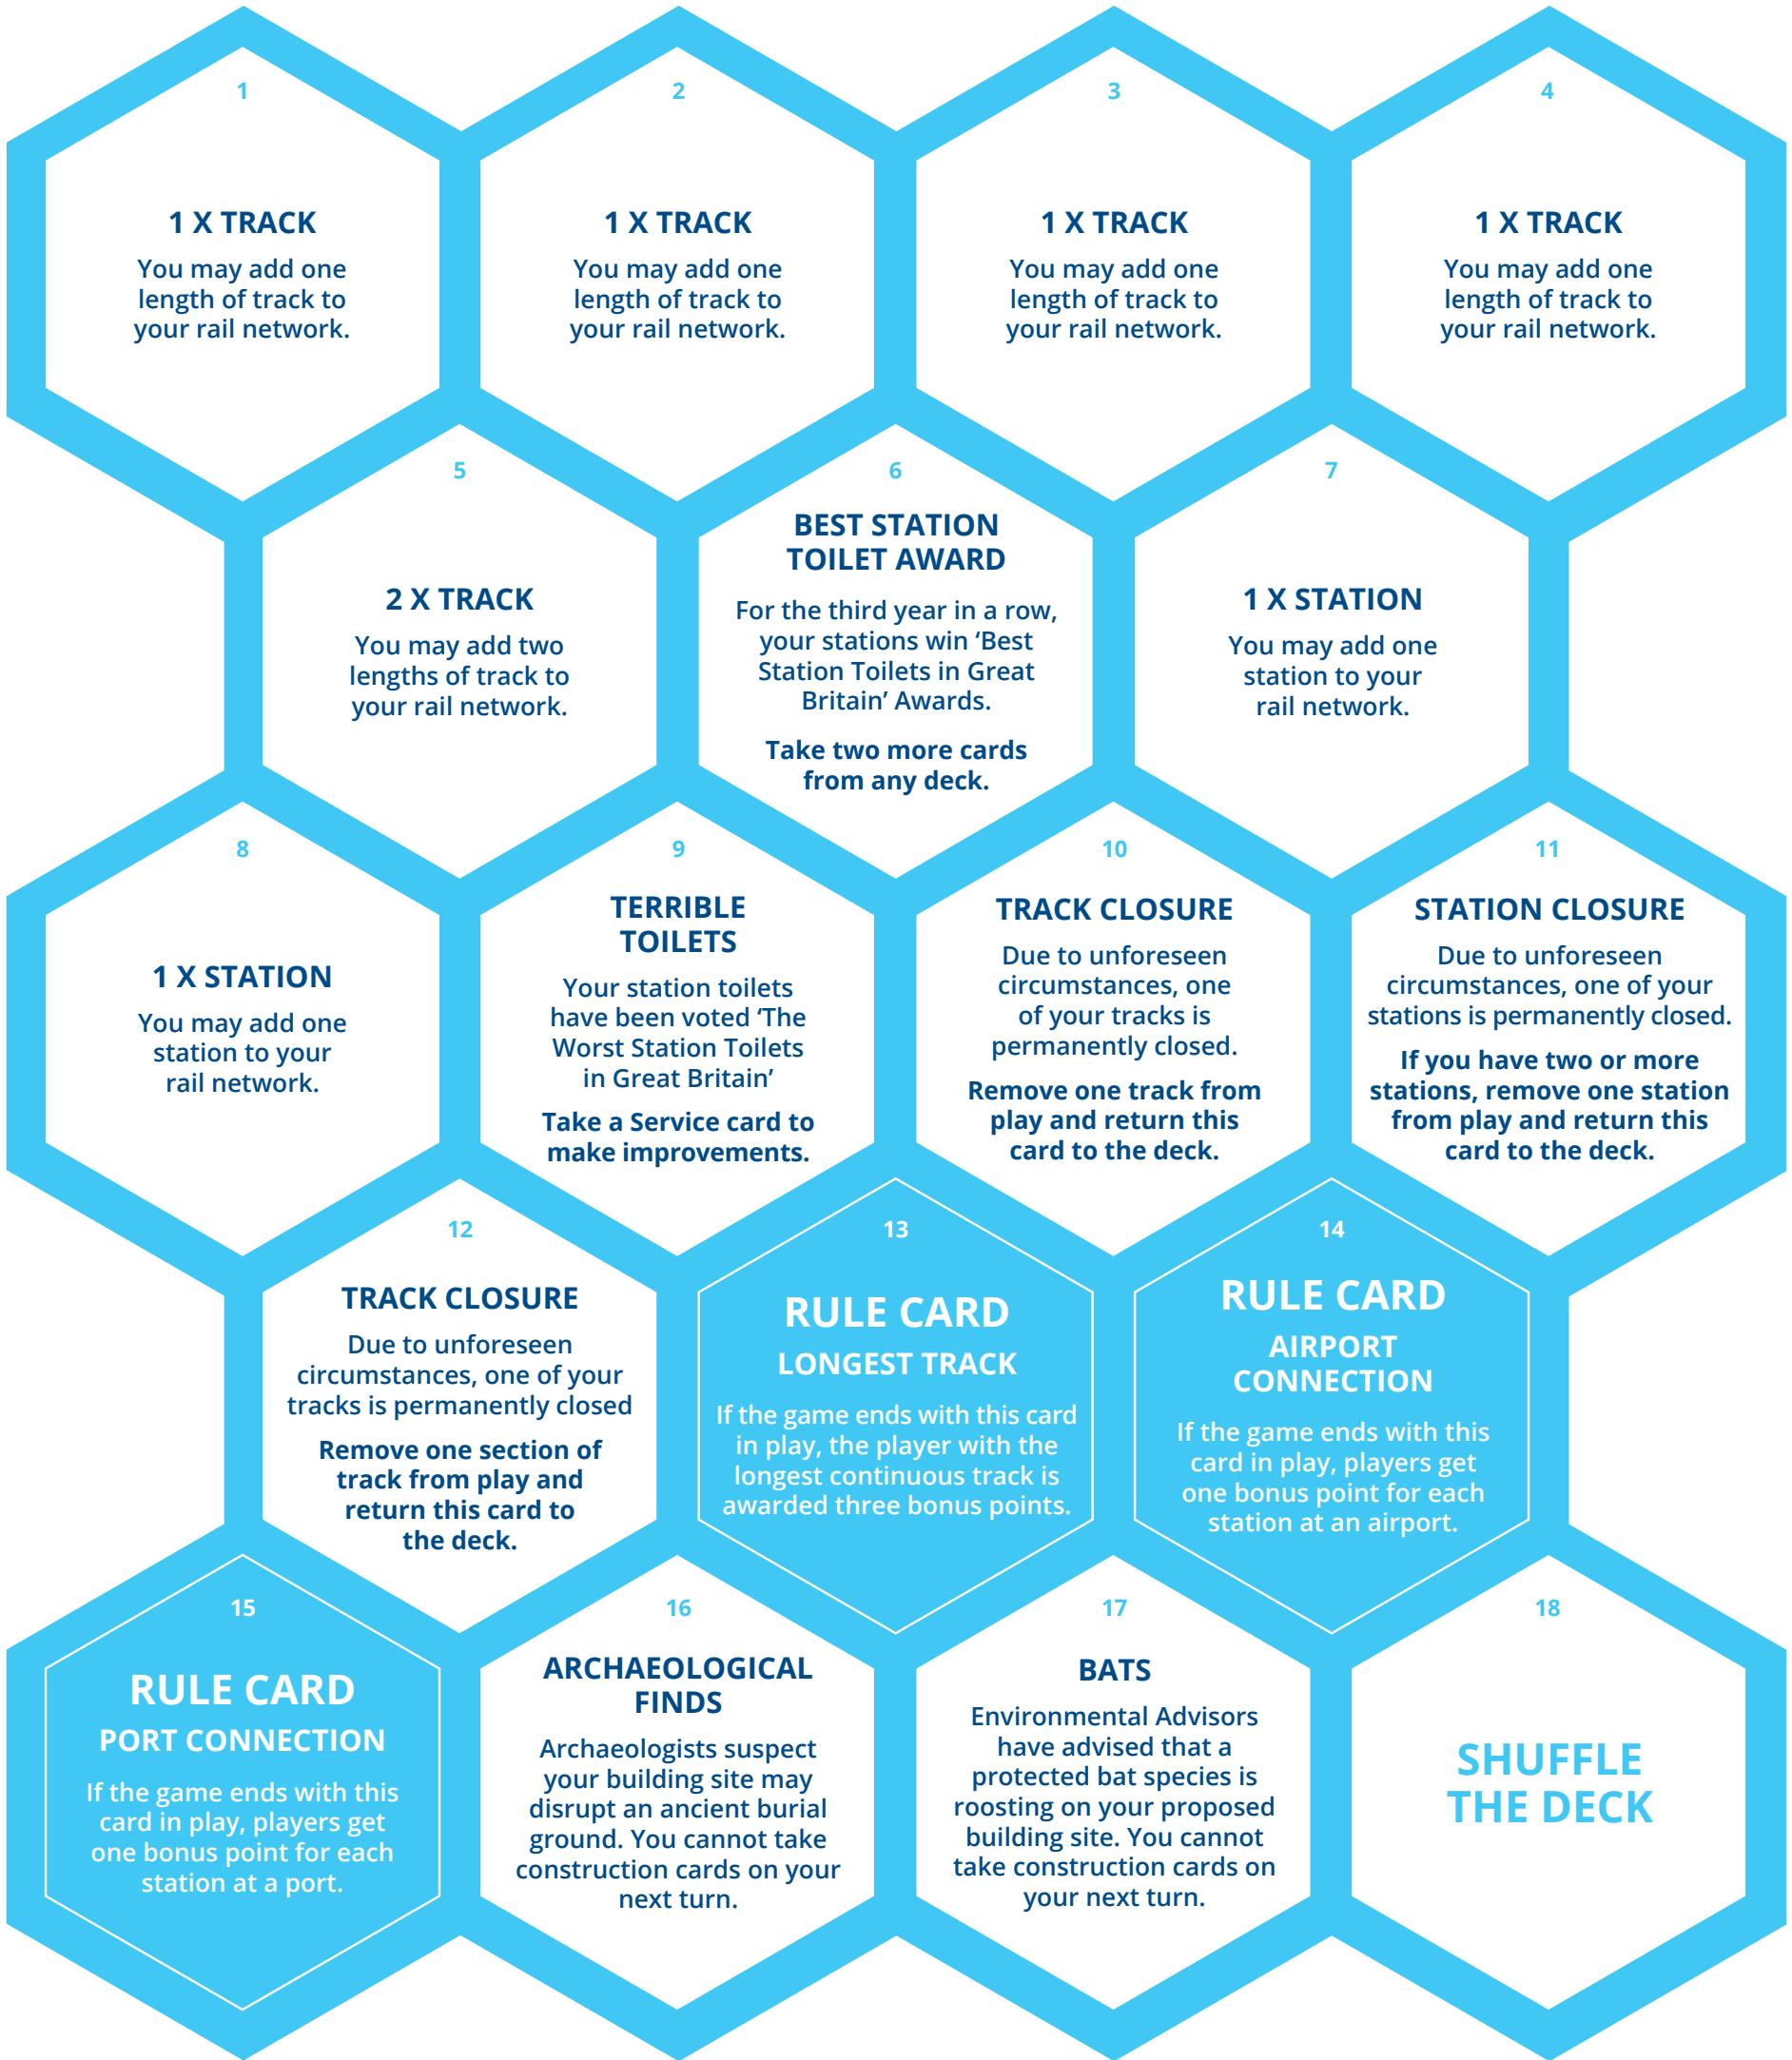 1
1 X TRACK
You may add one
length of track to
your rail network.
2
1 X TRACK
You may add one
length of track to
your rail network.
3
1 X TRACK
You may add one
length of track to
your rail network.
4
1 X TRACK
You may add one
length of track to
your rail network.
5
2 X TRACK
You may add two
lengths of track to
your rail network.
6
BEST STATION
TOILET AWARD
For the third year in a row,
your stations win ‘Best
Station Toilets in Great
Britain’ Awards.
Take two more cards
from any deck.
7
1 X STATION
You may add one
station to your
rail network.
8
1 X STATION
You may add one
station to your
rail network.
9
TERRIBLE
TOILETS
Your station toilets
have been voted ‘The
Worst Station Toilets
in Great Britain’
Take a Service card to
make improvements.
10
TRACK CLOSURE
Due to unforeseen
circumstances, one
of your tracks is
permanently closed.
Remove one track from
play and return this
card to the deck.
11
STATION CLOSURE
Due to unforeseen
circumstances, one of your
stations is permanently closed.
If you have two or more
stations, remove one station
from play and return this
card to the deck.
12
TRACK CLOSURE
Due to unforeseen
circumstances, one of your
tracks is permanently closed
Remove one section of
track from play and
return this card to
the deck.
13
RULE CARD
LONGEST TRACK
If the game ends with this card
in play, the player with the
longest continuous track is
awarded three bonus points.
14
RULE CARD
AIRPORT
CONNECTION
If the game ends with this
card in play, players get
one bonus point for each
station at an airport.
15
RULE CARD
PORT CONNECTION
If the game ends with this
card in play, players get
one bonus point for each
station at a port.
16
ARCHAEOLOGICAL
FINDS
Archaeologists suspect
your building site may
disrupt an ancient burial
ground. You cannot take
construction cards on your
next turn.
17
BATS
Environmental Advisors
have advised that a
protected bat species is
roosting on your proposed
building site. You cannot
take construction cards on
your next turn.
18
SHUFFLE
THE DECK